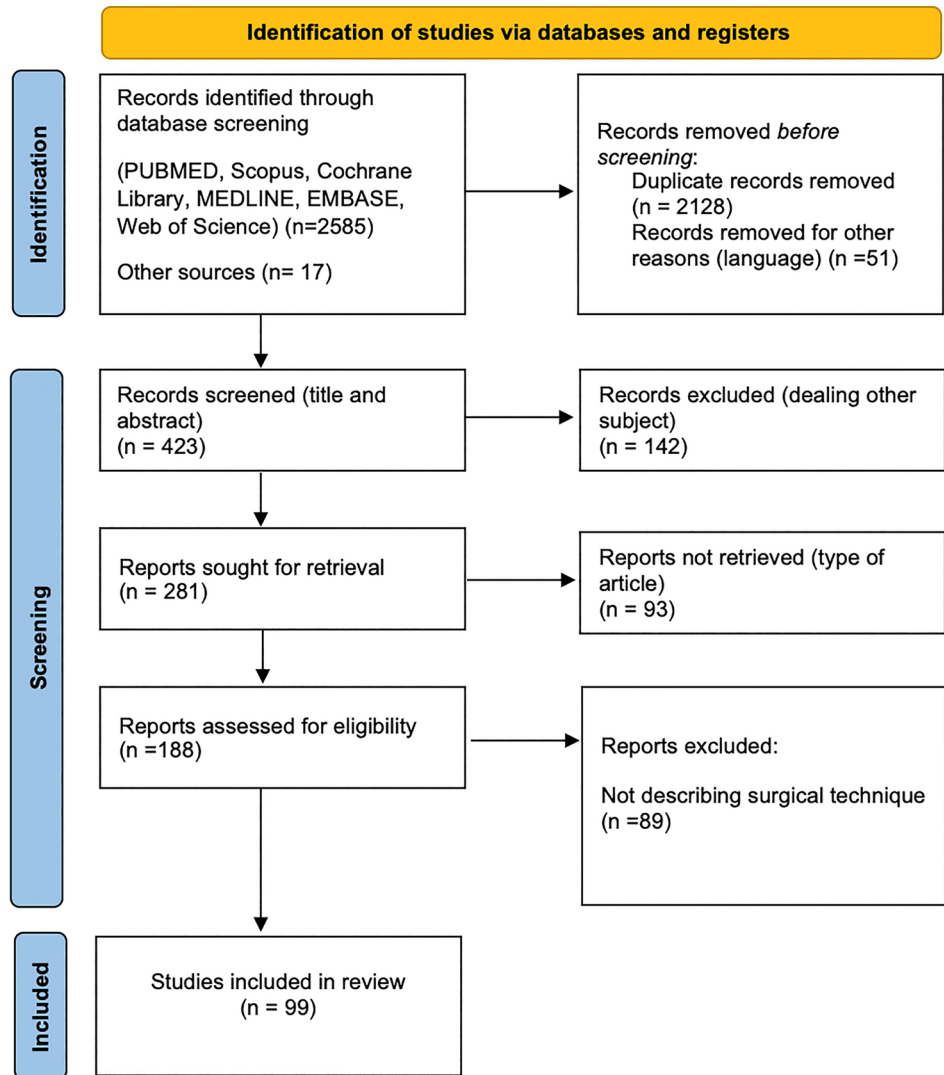 Identification of studies via databases and registers
Identification
Records identified through
database screening
(PUBMED, Scopus, Cochrane
Library, MEDLINE, EMBASE,
Web of Science) (n=2585)
Other sources (n= 17)
Records removed before
screening:
Duplicate records removed
(n = 2128)
Records removed for other
reasons (language) (n =51)
Screening
Records screened (title and
abstract)
(n = 423)
Records excluded (dealing other
subject)
(n = 142)
Reports sought for retrieval
(n = 281)
Reports not retrieved (type of
article)
(n = 93)
Reports assessed for eligibility
(n =188)
Reports excluded:
Not describing surgical technique
(n =89)
Included
Studies included in review
(n = 99)